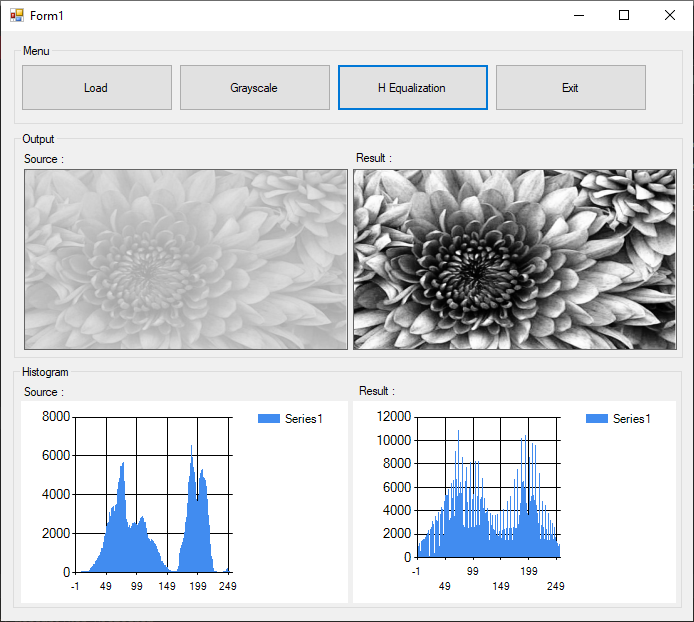 Form1
Menu
Load Grayscale H Equalization Exit
Output
Source : Result :
Histogram
Source : Result :
8000 12000
Series1 Series1
10000
6000
8000
4000 6000
4000
2000
2000
0 0
-1 99 199 -1 99 199
49 149 249 49 149 249